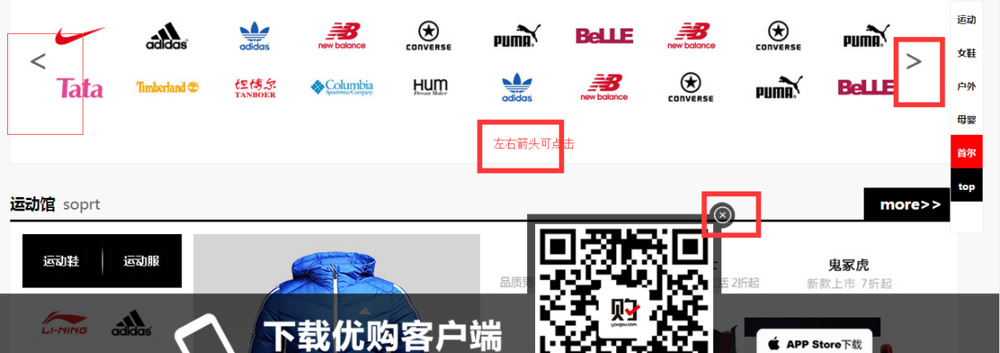 adidas
adidas
new balance
CONVERSE
PUMA
BeLLE
new balance
CONVERSE
PUMA
<
>
Tata
Timberland
坦博尔
TANBOER
Columbia
Sportswear Company
HUM
Dream Maker
adidas
new balance
CONVERSE
PUMA
BeLLE
左右箭头可点击
运动
女鞋
户外
母婴
首尔
top
运动馆 soprt
more>>
运动鞋
运动服
品质男
生活 2折起
鬼冢虎
新款上市 7折起
LI-NING
adidas
购
yougou.com
下载优购客户端
App Store下载